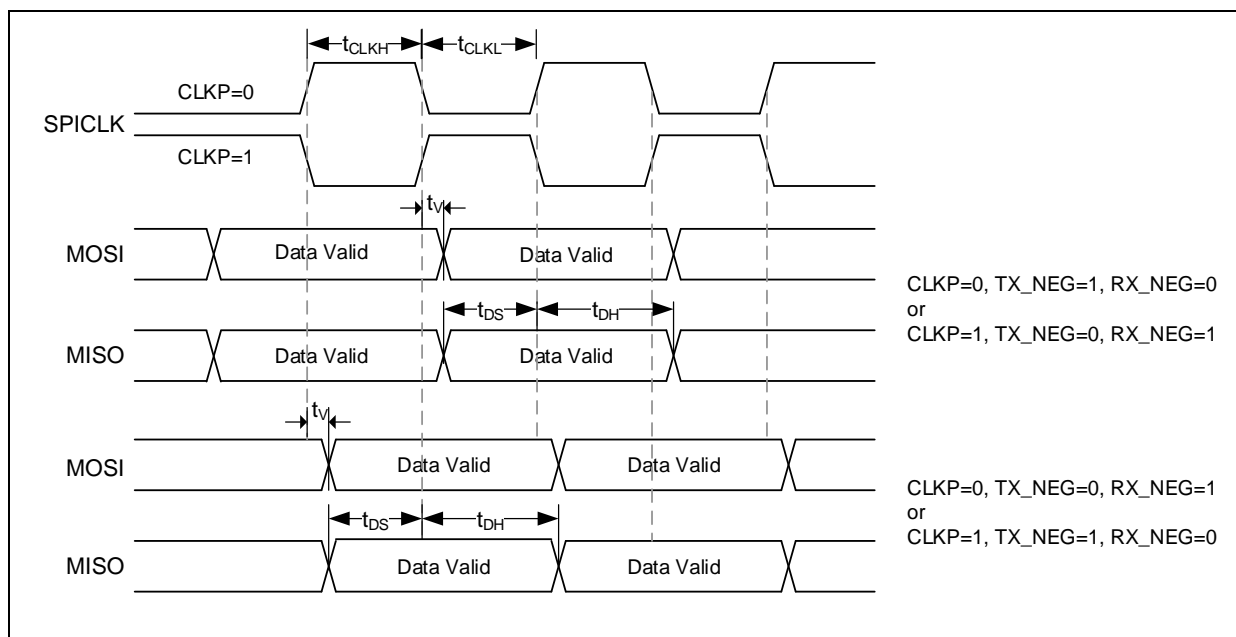 tCLKH tCLKL
CLKP=0
SPICLK
CLKP=1
tV
MOSI Data Valid Data Valid
CLKP=0, TX_NEG=1, RX_NEG=0
or
CLKP=1, TX_NEG=0, RX_NEG=1
tDS tDH
MISO Data Valid Data Valid
tV
MOSI Data Valid Data Valid
CLKP=0, TX_NEG=0, RX_NEG=1
or
CLKP=1, TX_NEG=1, RX_NEG=0
tDS tDH
MISO Data Valid Data Valid